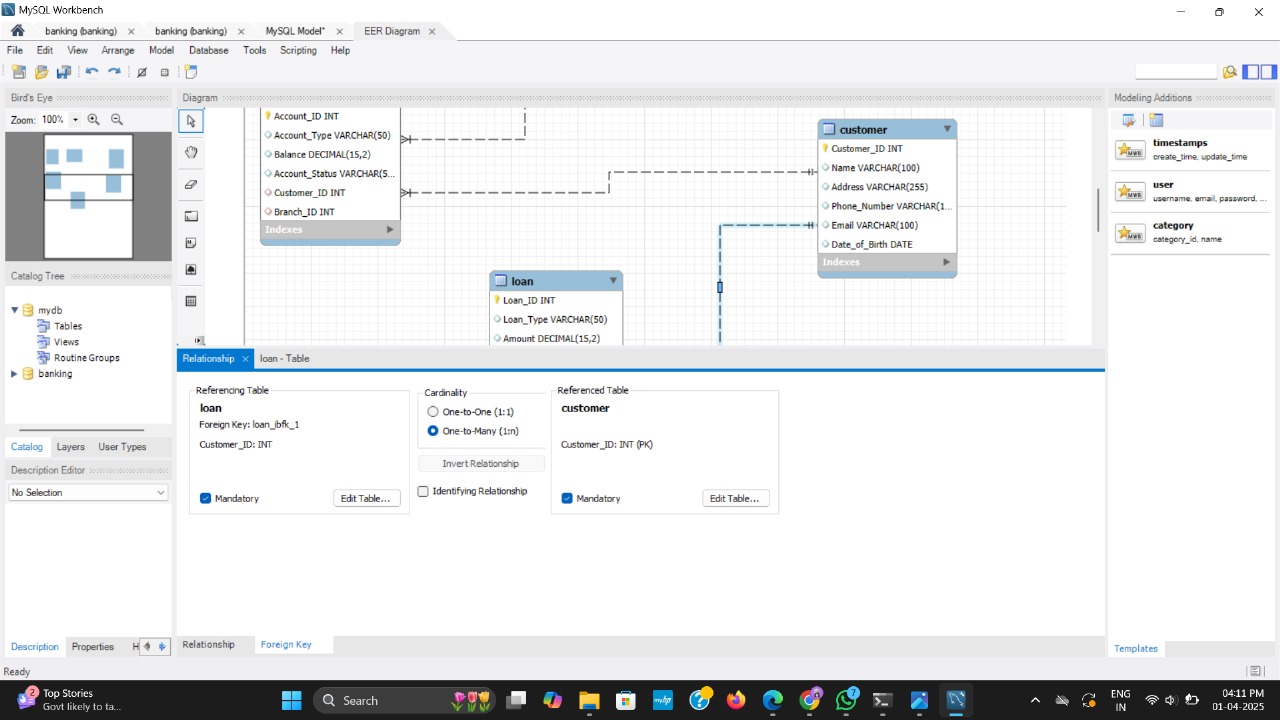 MySQL Workbench
banking (banking) banking (banking) MySQL Model* EER Diagram
File Edit View Arrange Model Database Tools Scripting Help
Bird's Eye
Zoom: 100%
Catalog Tree
mydb
Tables
Views
Routine Groups
banking
Catalog Layers User Types
Description Editor
No Selection
Description Properties H
Diagram
Account_ID INT
Account_Type VARCHAR(50)
Balance DECIMAL(15,2)
Account_Status VARCHAR(5...
Customer_ID INT
Branch_ID INT
Indexes
loan
Loan_ID INT
Loan_Type VARCHAR(50)
Amount DECIMAL(15,2)
customer
Customer_ID INT
Name VARCHAR(100)
Address VARCHAR(255)
Phone_Number VARCHAR(1...
Email VARCHAR(100)
Date_of_Birth DATE
Indexes
Relationship loan - Table
Referencing Table
loan
Foreign Key: loan_ibfk_1
Customer_ID: INT
Mandatory Edit Table...
Cardinality
One-to-One (1:1)
One-to-Many (1:n)
Invert Relationship
Identifying Relationship
Referenced Table
customer
Customer_ID: INT (PK)
Mandatory Edit Table...
Relationship Foreign Key
Modeling Additions
timestamps
create_time, update_time
user
username, email, password, ...
category
category_id, name
Templates
Ready
2 Top Stories
Govt likely to ta...
Search
7
ENG
IN
04:11 PM
01-04-2025